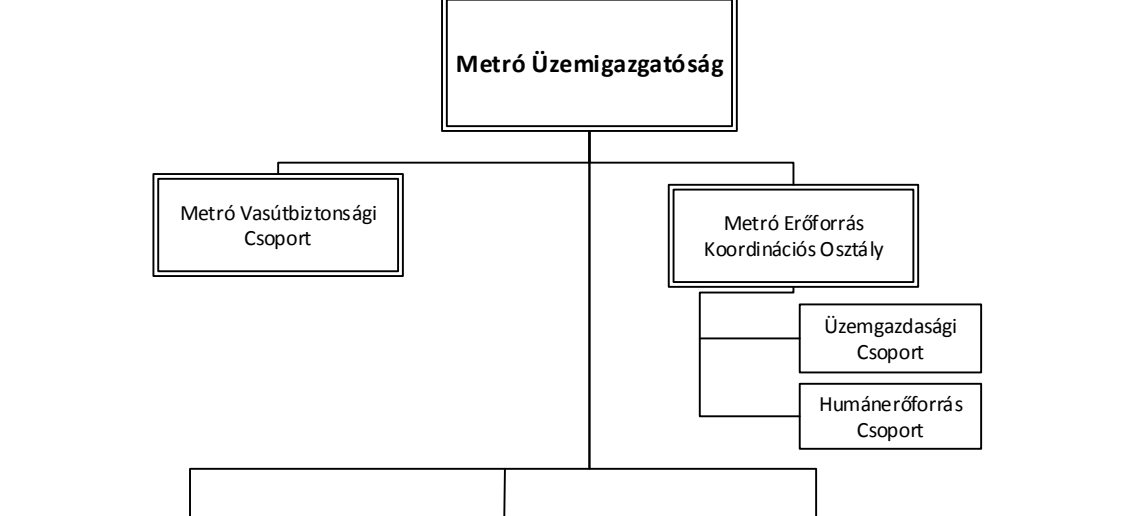 Metró Üzemigazgatóság
Metró Vasútbiztonsági
Csoport
Metró Erőforrás
Koordinációs Osztály
Üzemgazdasági
Csoport
Humánerőforrás
Csoport